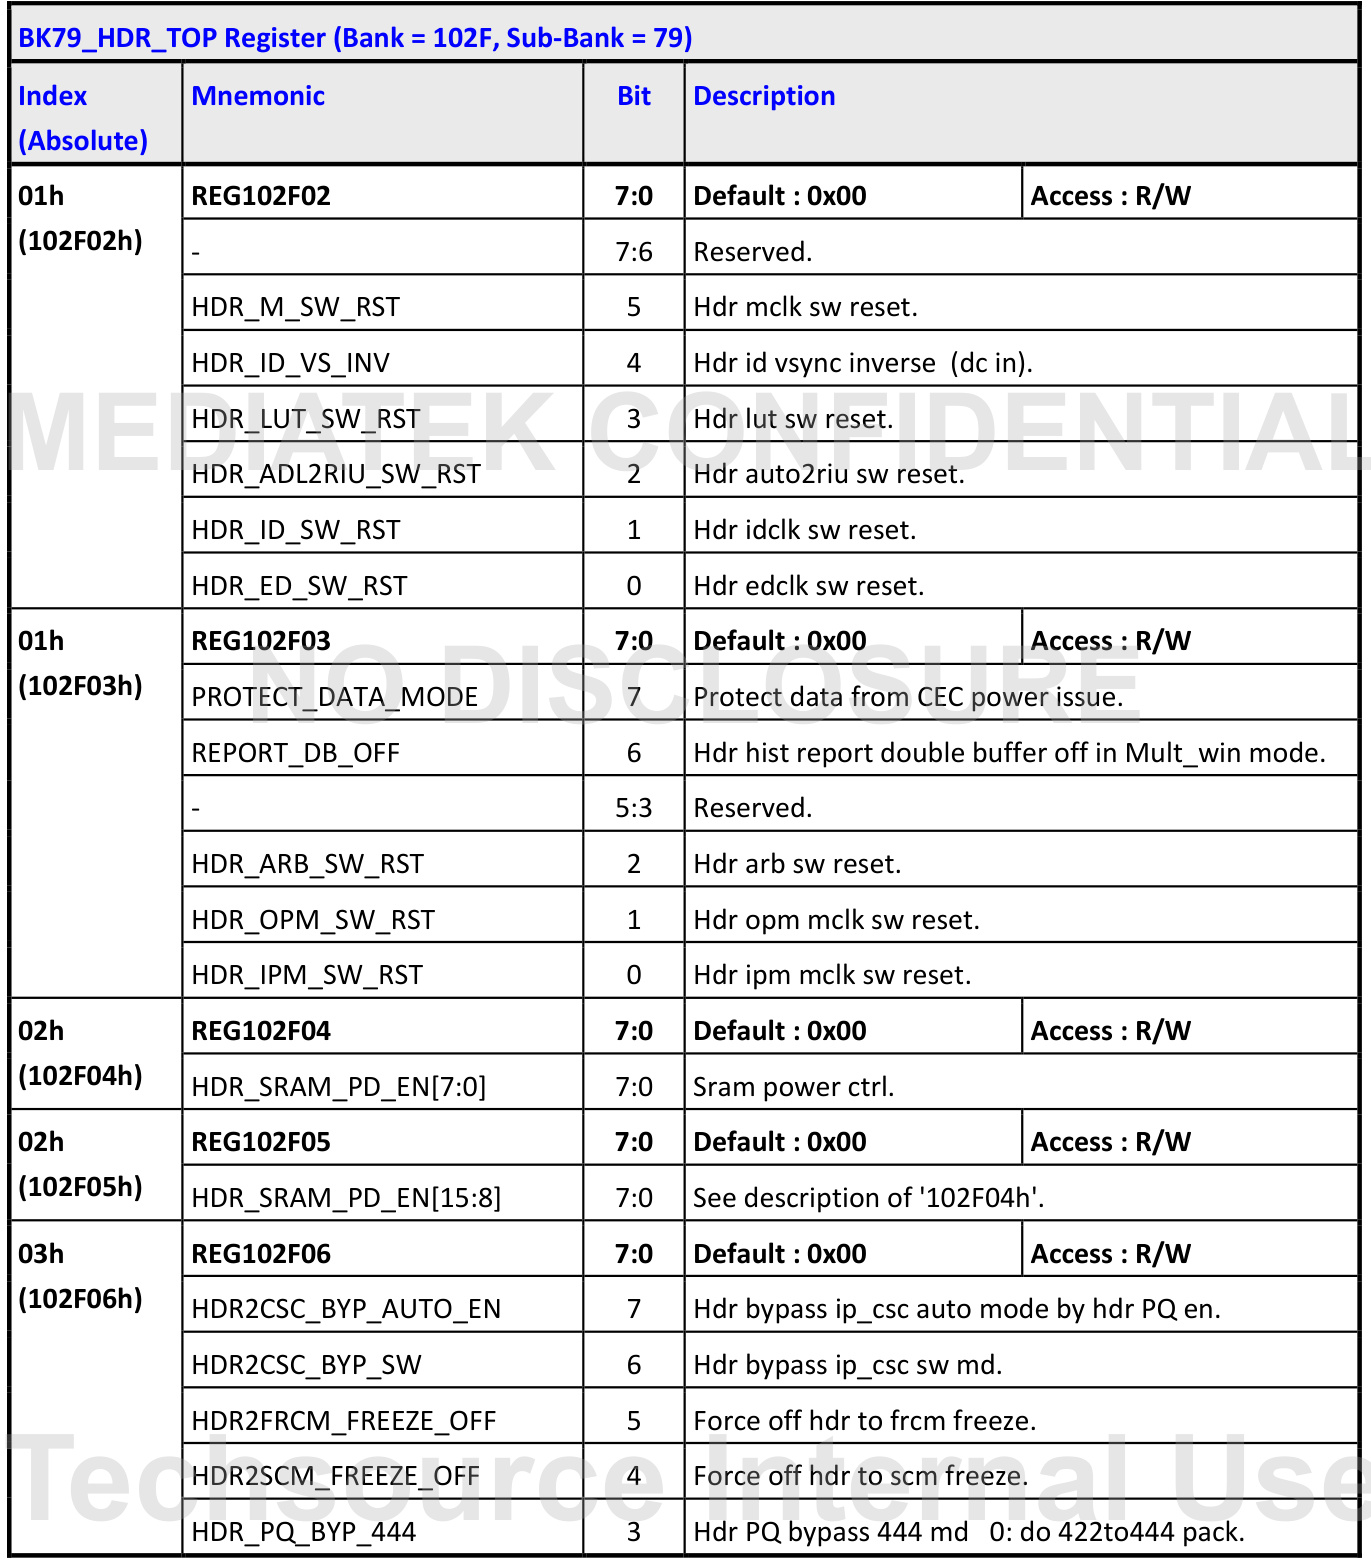 BK79_HDR_TOP Register (Bank = 102F, Sub-Bank = 79)
Index (Absolute) Mnemonic Bit Description
01h (102F02h) REG102F02 7:0 Default : 0x00 Access : R/W
- 7:6 Reserved.
HDR_M_SW_RST 5 Hdr mclk sw reset.
HDR_ID_VS_INV 4 Hdr id vsync inverse  (dc in).
MEDIATEK CONFIDENTIAL
HDR_LUT_SW_RST 3 Hdr lut sw reset.
HDR_ADL2RIU_SW_RST 2 Hdr auto2riu sw reset.
HDR_ID_SW_RST 1 Hdr idclk sw reset.
HDR_ED_SW_RST 0 Hdr edclk sw reset.
01h (102F03h) REG102F03 7:0 Default : 0x00 Access : R/W
NO DISCLOSURE
PROTECT_DATA_MODE 7 Protect data from CEC power issue.
REPORT_DB_OFF 6 Hdr hist report double buffer off in Mult_win mode.
- 5:3 Reserved.
HDR_ARB_SW_RST 2 Hdr arb sw reset.
HDR_OPM_SW_RST 1 Hdr opm mclk sw reset.
HDR_IPM_SW_RST 0 Hdr ipm mclk sw reset.
02h (102F04h) REG102F04 7:0 Default : 0x00 Access : R/W
HDR_SRAM_PD_EN[7:0] 7:0 Sram power ctrl.
02h (102F05h) REG102F05 7:0 Default : 0x00 Access : R/W
HDR_SRAM_PD_EN[15:8] 7:0 See description of '102F04h'.
03h (102F06h) REG102F06 7:0 Default : 0x00 Access : R/W
HDR2CSC_BYP_AUTO_EN 7 Hdr bypass ip_csc auto mode by hdr PQ en.
HDR2CSC_BYP_SW 6 Hdr bypass ip_csc sw md.
HDR2FRCM_FREEZE_OFF 5 Force off hdr to frcm freeze.
Techsource Internal Use
HDR2SCM_FREEZE_OFF 4 Force off hdr to scm freeze.
HDR_PQ_BYP_444 3 Hdr PQ bypass 444 md   0: do 422to444 pack.